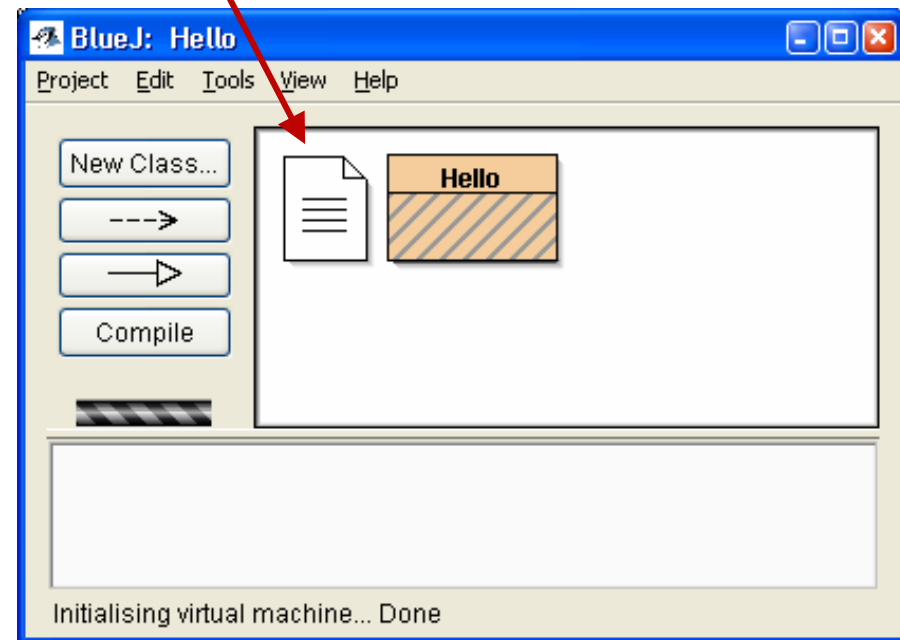 BlueJ: Hello
Project Edit Tools View Help
New Class...
Hello
Compile
Initialising virtual machine... Done